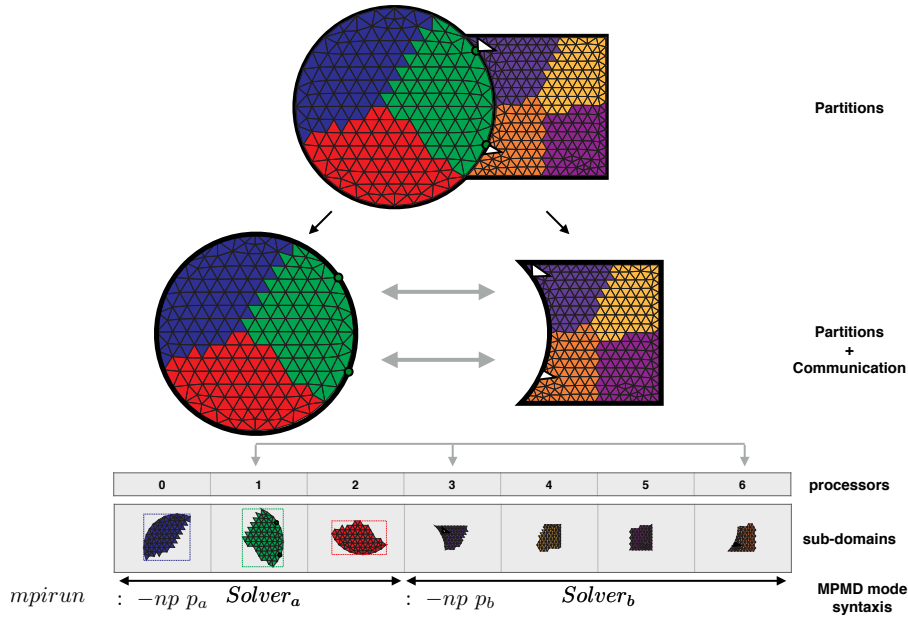 Partitions
Partitions
+
Communication
0 1 2 3 4 5 6 processors
sub-domains
mpirun : −np p_a Solver_a : −np p_b Solver_b
MPMD mode
syntaxis